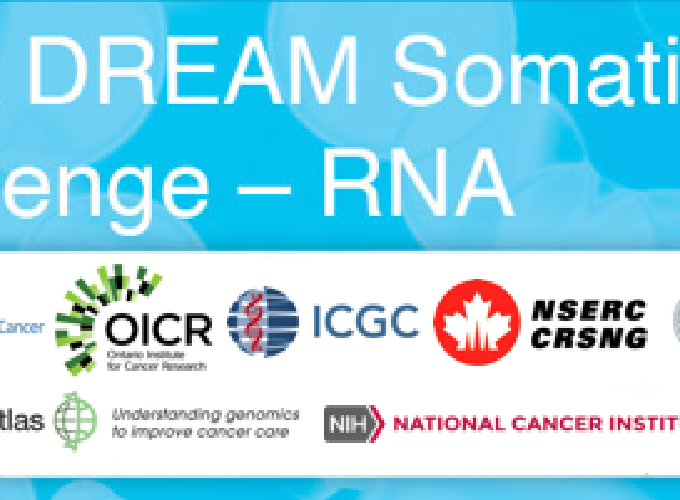 DREAM Somati
enge – RNA
Cancer
OICR
Ontario Institute
for Cancer Research
ICGC
NSERC
CRSNG
tlas
Understanding genomics
to improve cancer care
NIH NATIONAL CANCER INSTIT